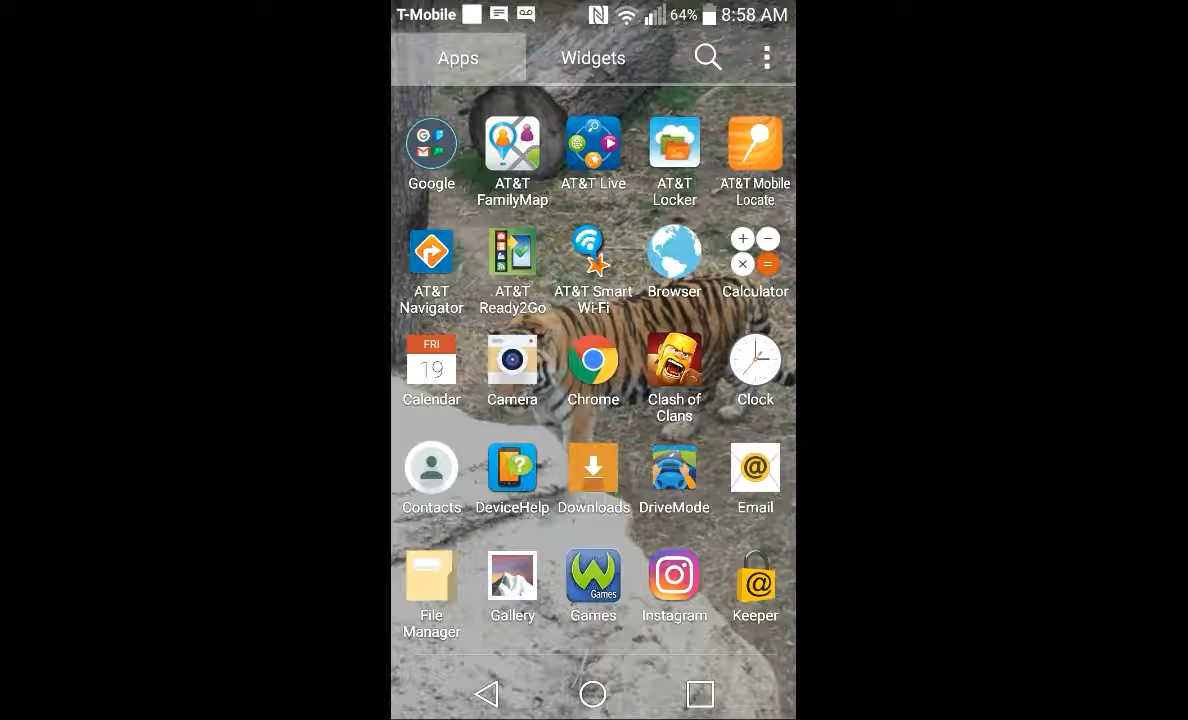 T-Mobile 64% 8:58 AM
Apps Widgets
Google AT&T FamilyMap AT&T Live AT&T Locker AT&T Mobile Locate
AT&T Navigator AT&T Ready2Go AT&T Smart Wi-Fi Browser Calculator
FRI
19
Calendar Camera Chrome Clash of Clans Clock
Contacts DeviceHelp Downloads DriveMode Email
Games
File Manager Gallery Games Instagram Keeper